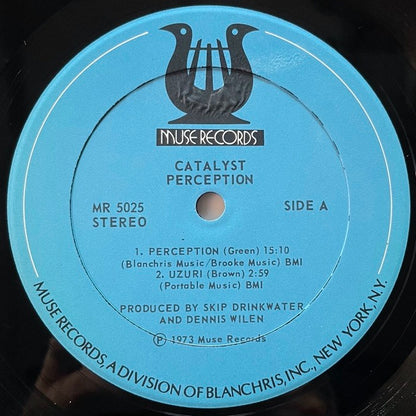 MUSE RECORDS
CATALYST
PERCEPTION
MR 5025
STEREO
SIDE A
1. PERCEPTION (Green) 15:10
(Blanchris Music/Brooke Music) BMI
2. UZURI (Brown) 2:59
(Portable Music) BMI
PRODUCED BY SKIP DRINKWATER
AND DENNIS WILEN
Ⓟ 1973 Muse Records
MUSE RECORDS, A DIVISION OF BLANCHRIS, INC., NEW YORK, N.Y.